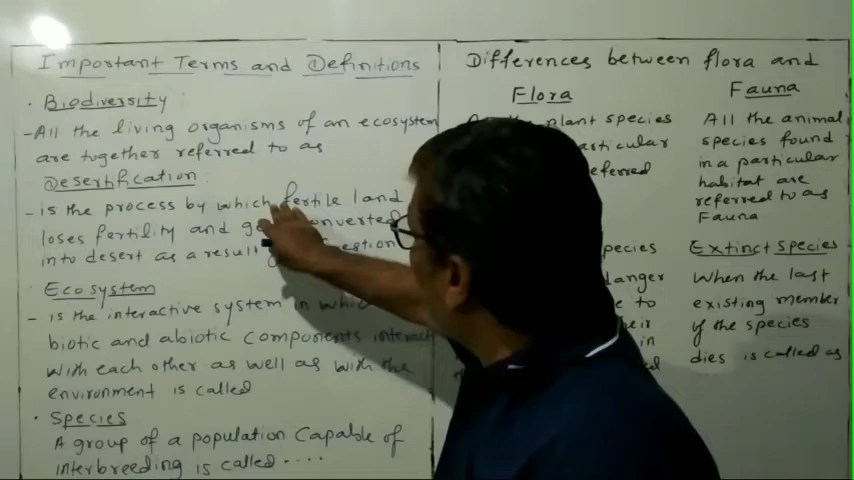 Important Terms and Definitions
• Biodiversity:
- All the living organisms of an ecosystem
are together referred to as
Desertification
- is the process by which fertile land
loses fertility and converted
into desert as a result
Ecosystem
- is the interactive system in which
biotic and abiotic components interact
with each other as well as with the
environment is called
• Species
A group of a population Capable of
interbreeding is called ....
Differences between flora and
Fauna
Flora
plant species
particular
referred
All the animal
species found
in a particular
habitat are
referred to as
Fauna
species
danger
to
their
in
Extinct species
When the last
existing member
of the species
dies is called as